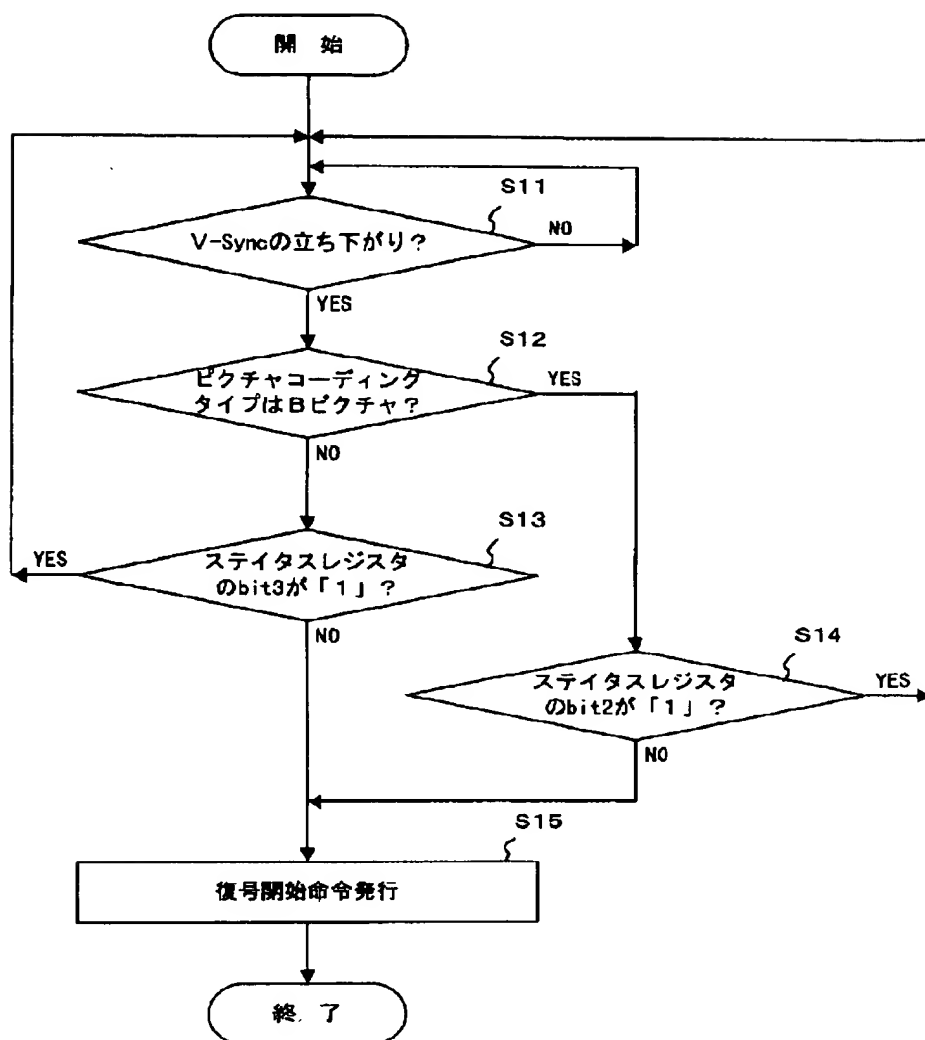 開 始
S11
V-Syncの立ち下がり？
NO
YES
S12
ピクチャコーディング
タイプはBピクチャ？
YES
NO
S13
ステイタスレジスタ
のbit3が「1」？
YES
NO
S14
ステイタスレジスタ
のbit2が「1」？
YES
NO
S15
復号開始命令発行
終 了